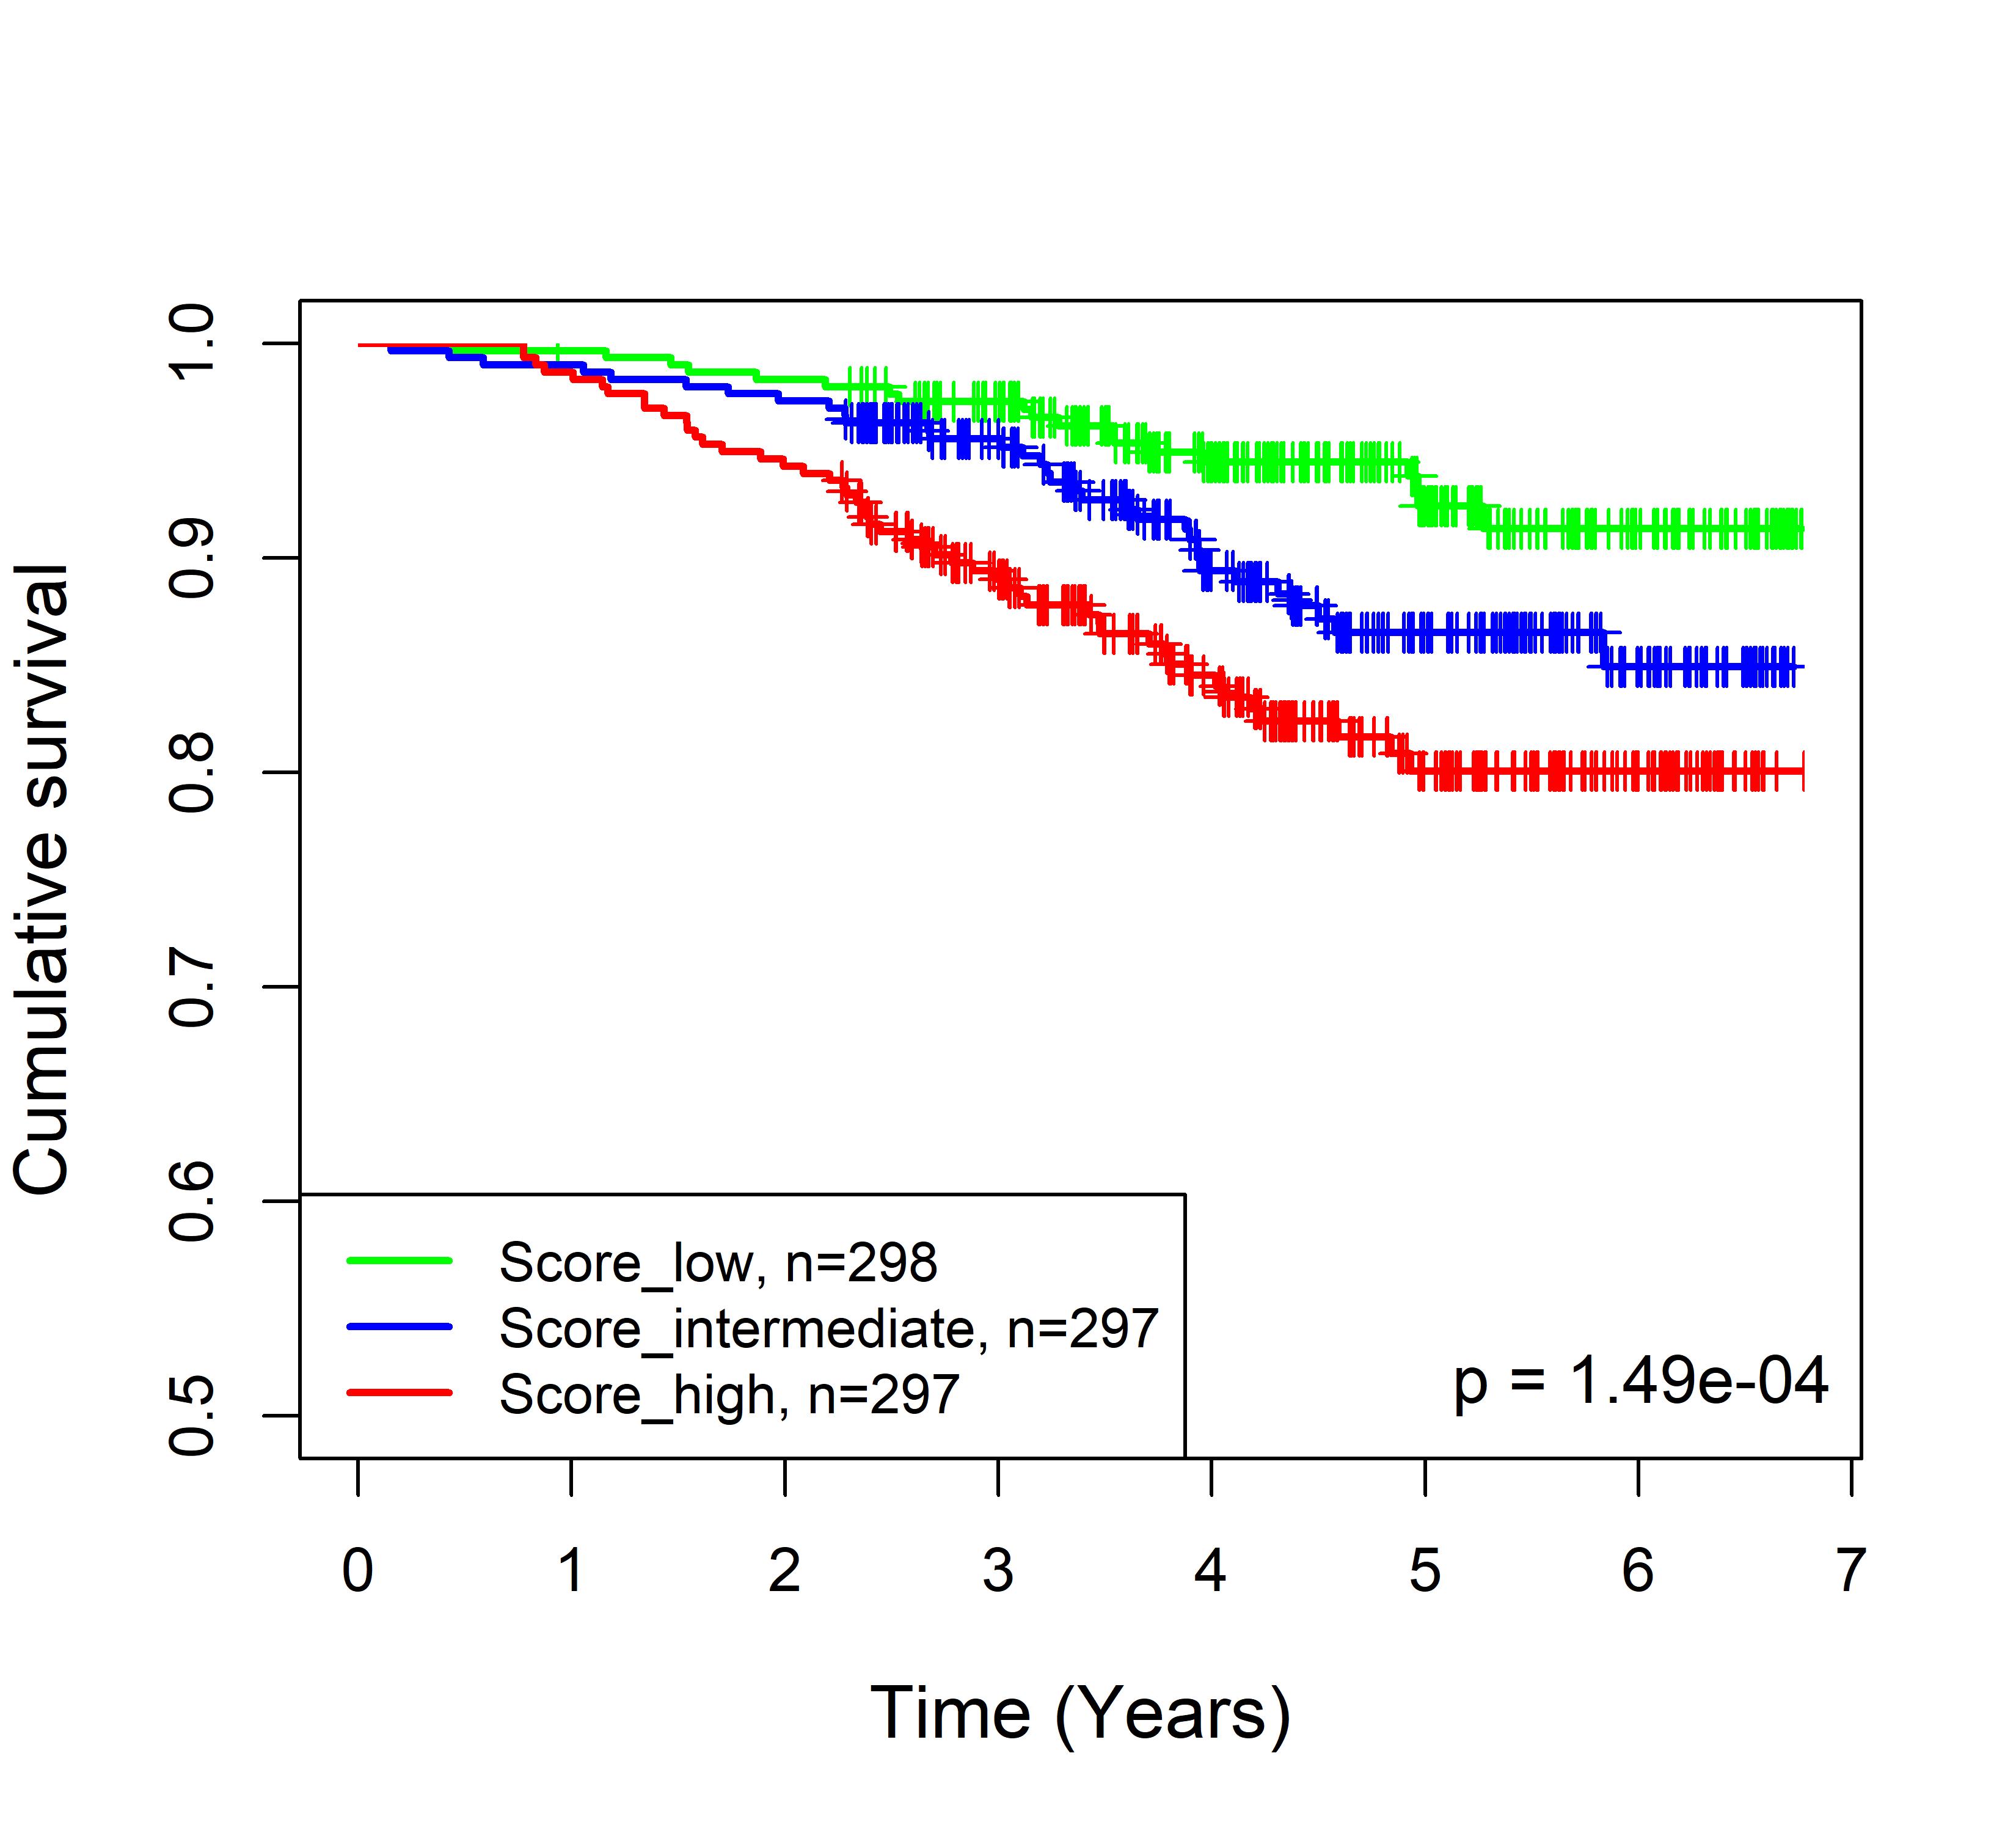 Cumulative survival
1.0
0.9
0.8
0.7
0.6
0.5
Score_low, n=298
Score_intermediate, n=297
Score_high, n=297
p = 1.49e-04
0 1 2 3 4 5 6 7
Time (Years)